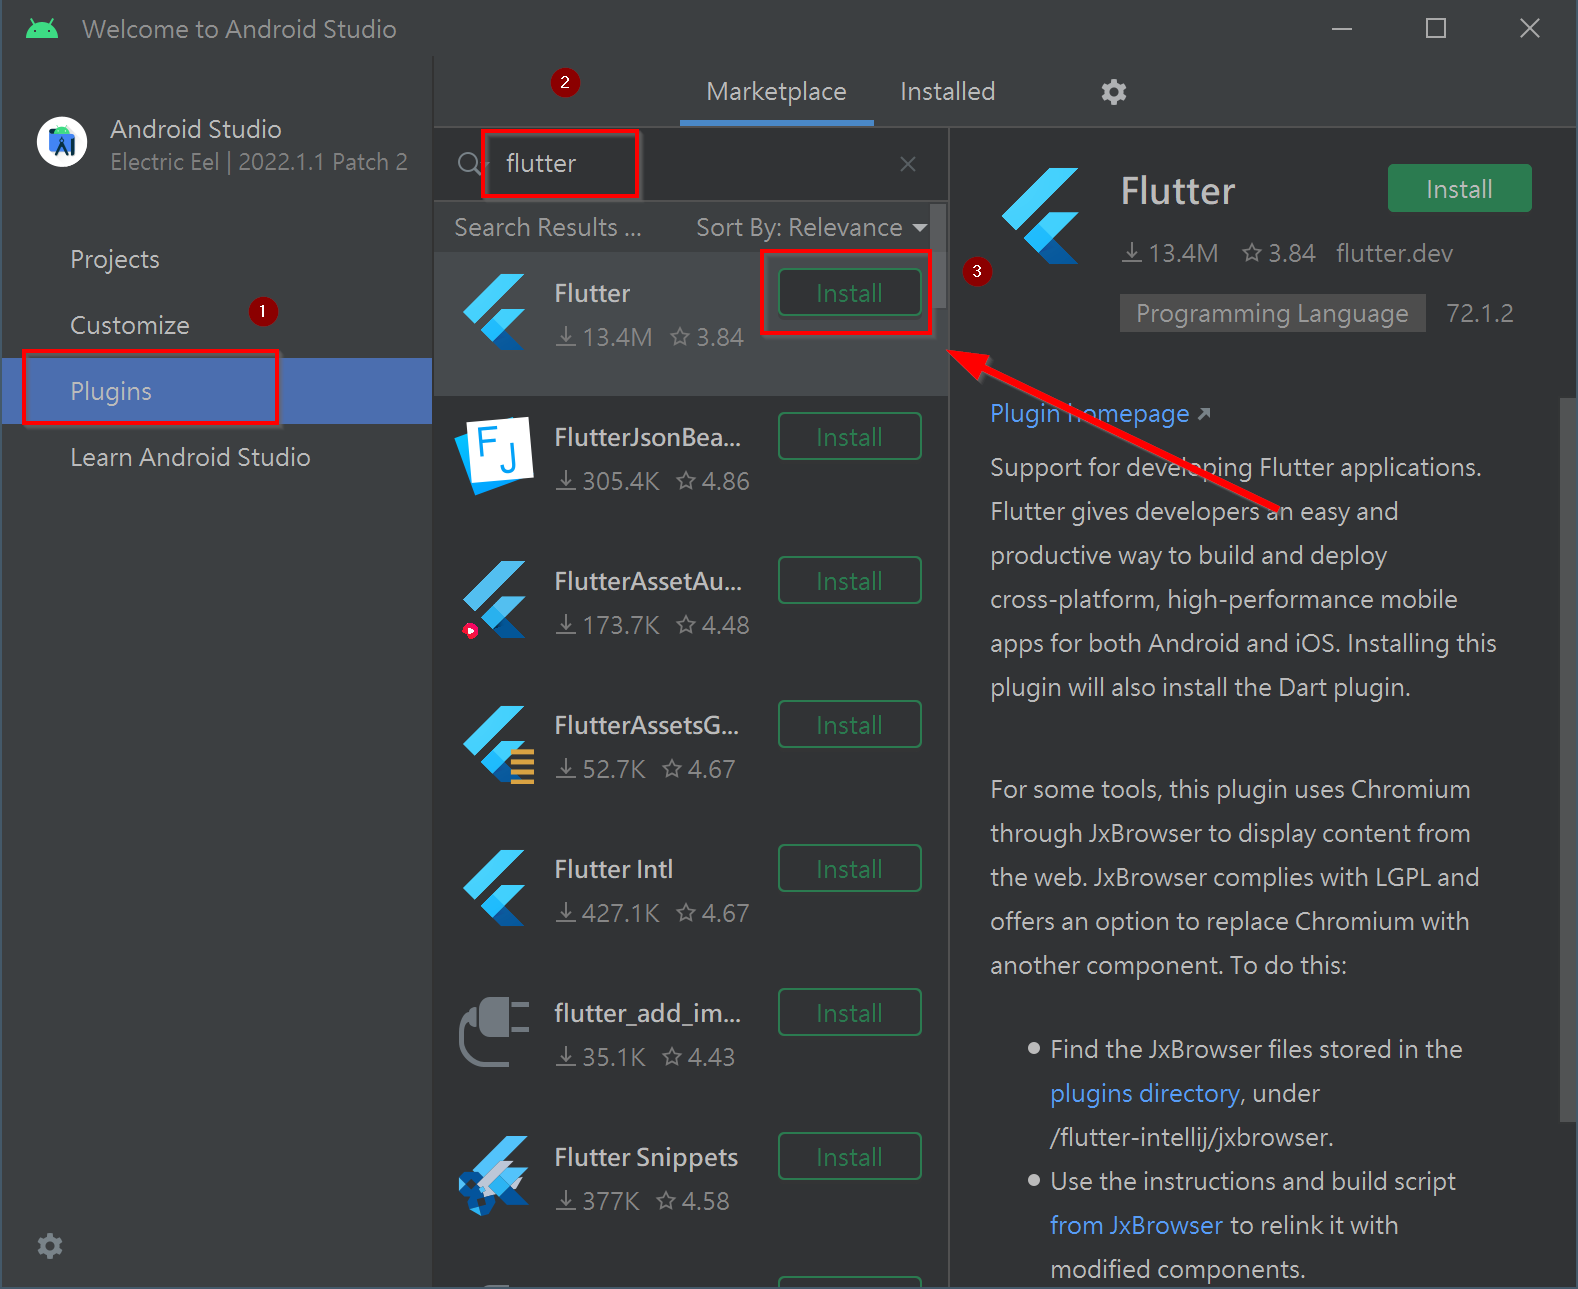 Welcome to Android Studio
Android Studio
Electric Eel | 2022.1.1 Patch 2
Projects
Customize
1
Plugins
Learn Android Studio
2
Marketplace
Installed
flutter
Search Results ...
Sort By: Relevance
Flutter
Install
13.4M 3.84
3
FlutterJsonBea...
Install
305.4K 4.86
FlutterAssetAu...
Install
173.7K 4.48
FlutterAssetsG...
Install
52.7K 4.67
Flutter Intl
Install
427.1K 4.67
flutter_add_im...
Install
35.1K 4.43
Flutter Snippets
Install
377K 4.58
Flutter
Install
13.4M 3.84 flutter.dev
Programming Language 72.1.2
Plugin homepage
Support for developing Flutter applications.
Flutter gives developers an easy and
productive way to build and deploy
cross-platform, high-performance mobile
apps for both Android and iOS. Installing this
plugin will also install the Dart plugin.
For some tools, this plugin uses Chromium
through JxBrowser to display content from
the web. JxBrowser complies with LGPL and
offers an option to replace Chromium with
another component. To do this:
Find the JxBrowser files stored in the
plugins directory, under
/flutter-intellij/jxbrowser.
Use the instructions and build script
from JxBrowser to relink it with
modified components.